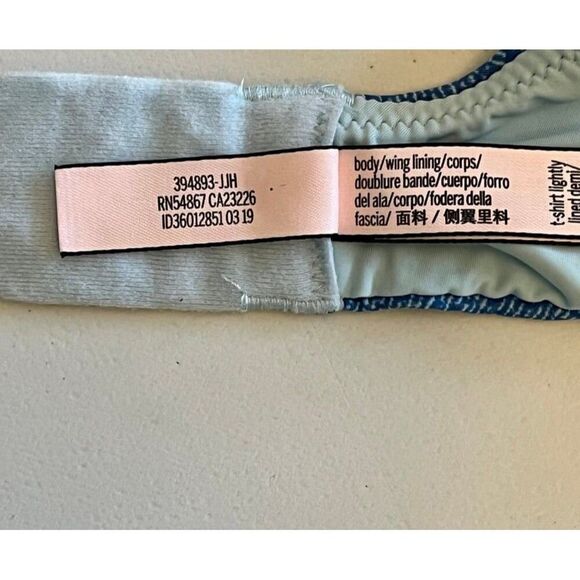 394893-JJH
RN54867 CA23226
ID36012851 03 19
body/wing lining/corps/
doublure bande/cuerpo/forro
del ala/corpo/fodera della
fascia/ 面料 / 侧翼里料
t-shirt lightly
lined demi/